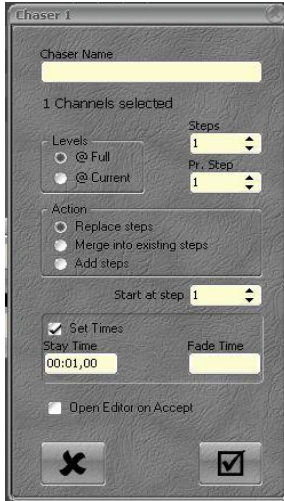 Chaser 1
Chaser Name
1 Channels selected
Steps
Levels
1
@ Full
Pr. Step
@ Current
1
Action
Replace steps
Merge into existing steps
Add steps
Start at step 1
Set Times
Stay Time Fade Time
00:01,00
Open Editor on Accept